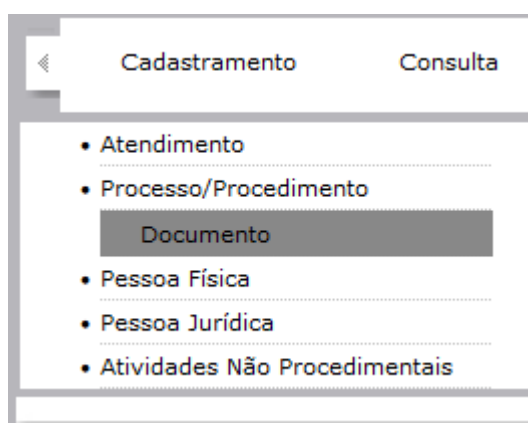 Cadastramento Consulta
• Atendimento
• Processo/Procedimento
Documento
• Pessoa Física
• Pessoa Jurídica
• Atividades Não Procedimentais